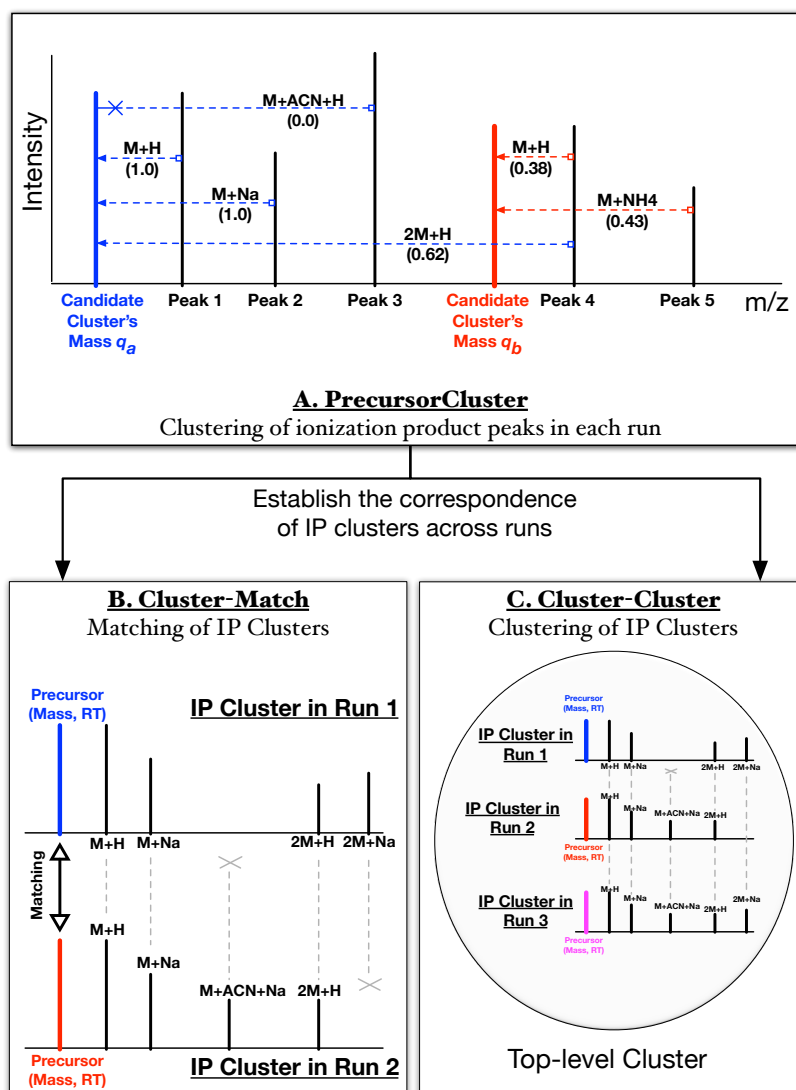 Intensity
M+ACN+H
(0.0)
M+H
(1.0)
M+Na
(1.0)
2M+H
(0.62)
M+H
(0.38)
M+NH4
(0.43)
Candidate
Cluster's
Mass qa
Peak 1
Peak 2
Peak 3
Candidate
Cluster's
Mass qb
Peak 4
Peak 5
m/z
A. PrecursorCluster
Clustering of ionization product peaks in each run
Establish the correspondence
of IP clusters across runs
B. Cluster-Match
Matching of IP Clusters
Precursor
(Mass, RT)
IP Cluster in Run 1
M+H
M+Na
2M+H
2M+Na
Matching
M+H
M+Na
M+ACN+Na
2M+H
Precursor
(Mass, RT)
IP Cluster in Run 2
C. Cluster-Cluster
Clustering of IP Clusters
Precursor
(Mass, RT)
IP Cluster in
Run 1
M+H
M+Na
2M+H
2M+Na
IP Cluster in
Run 2
M+H
M+Na
M+ACN+Na
2M+H
Precursor
(Mass, RT)
IP Cluster in
Run 3
M+H
M+Na
M+ACN+Na
2M+H
2M+Na
Precursor
(Mass, RT)
Top-level Cluster